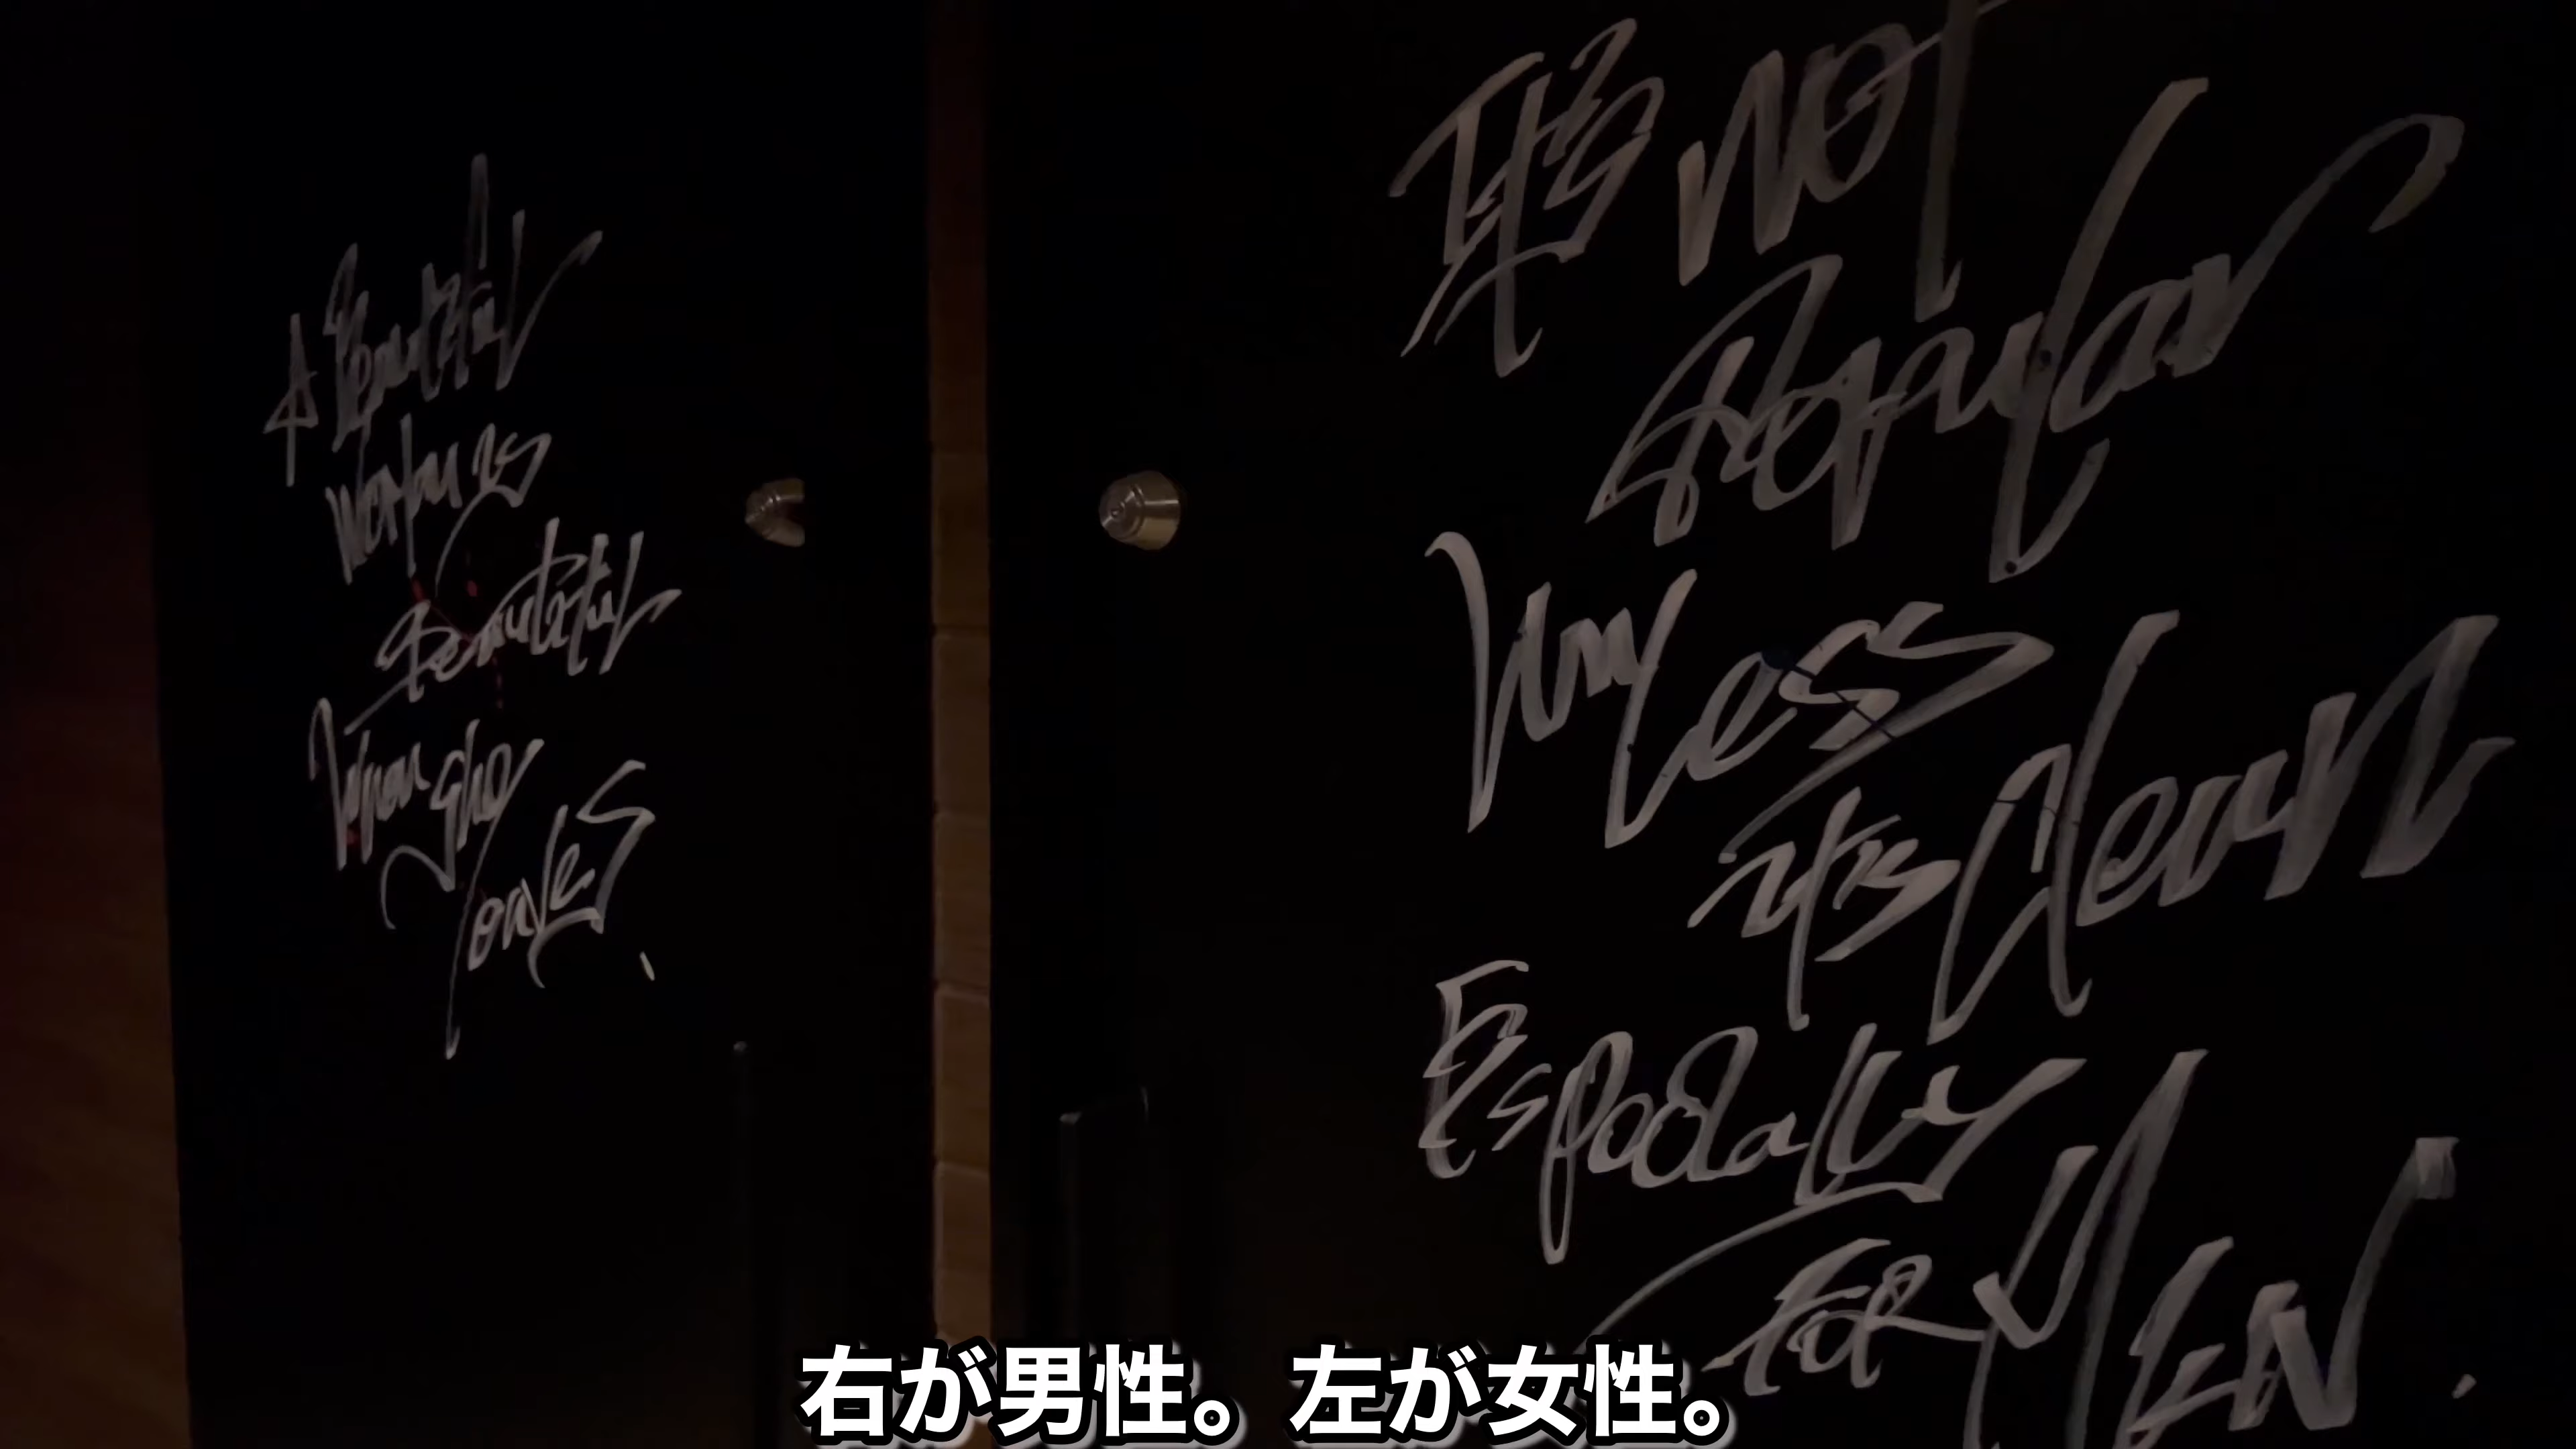 A Beautiful
Woman is
Beautiful
When she
Leaves.
It's not
Popular
Unless
it's clean
Especially
FOR MEN.
右が男性。左が女性。